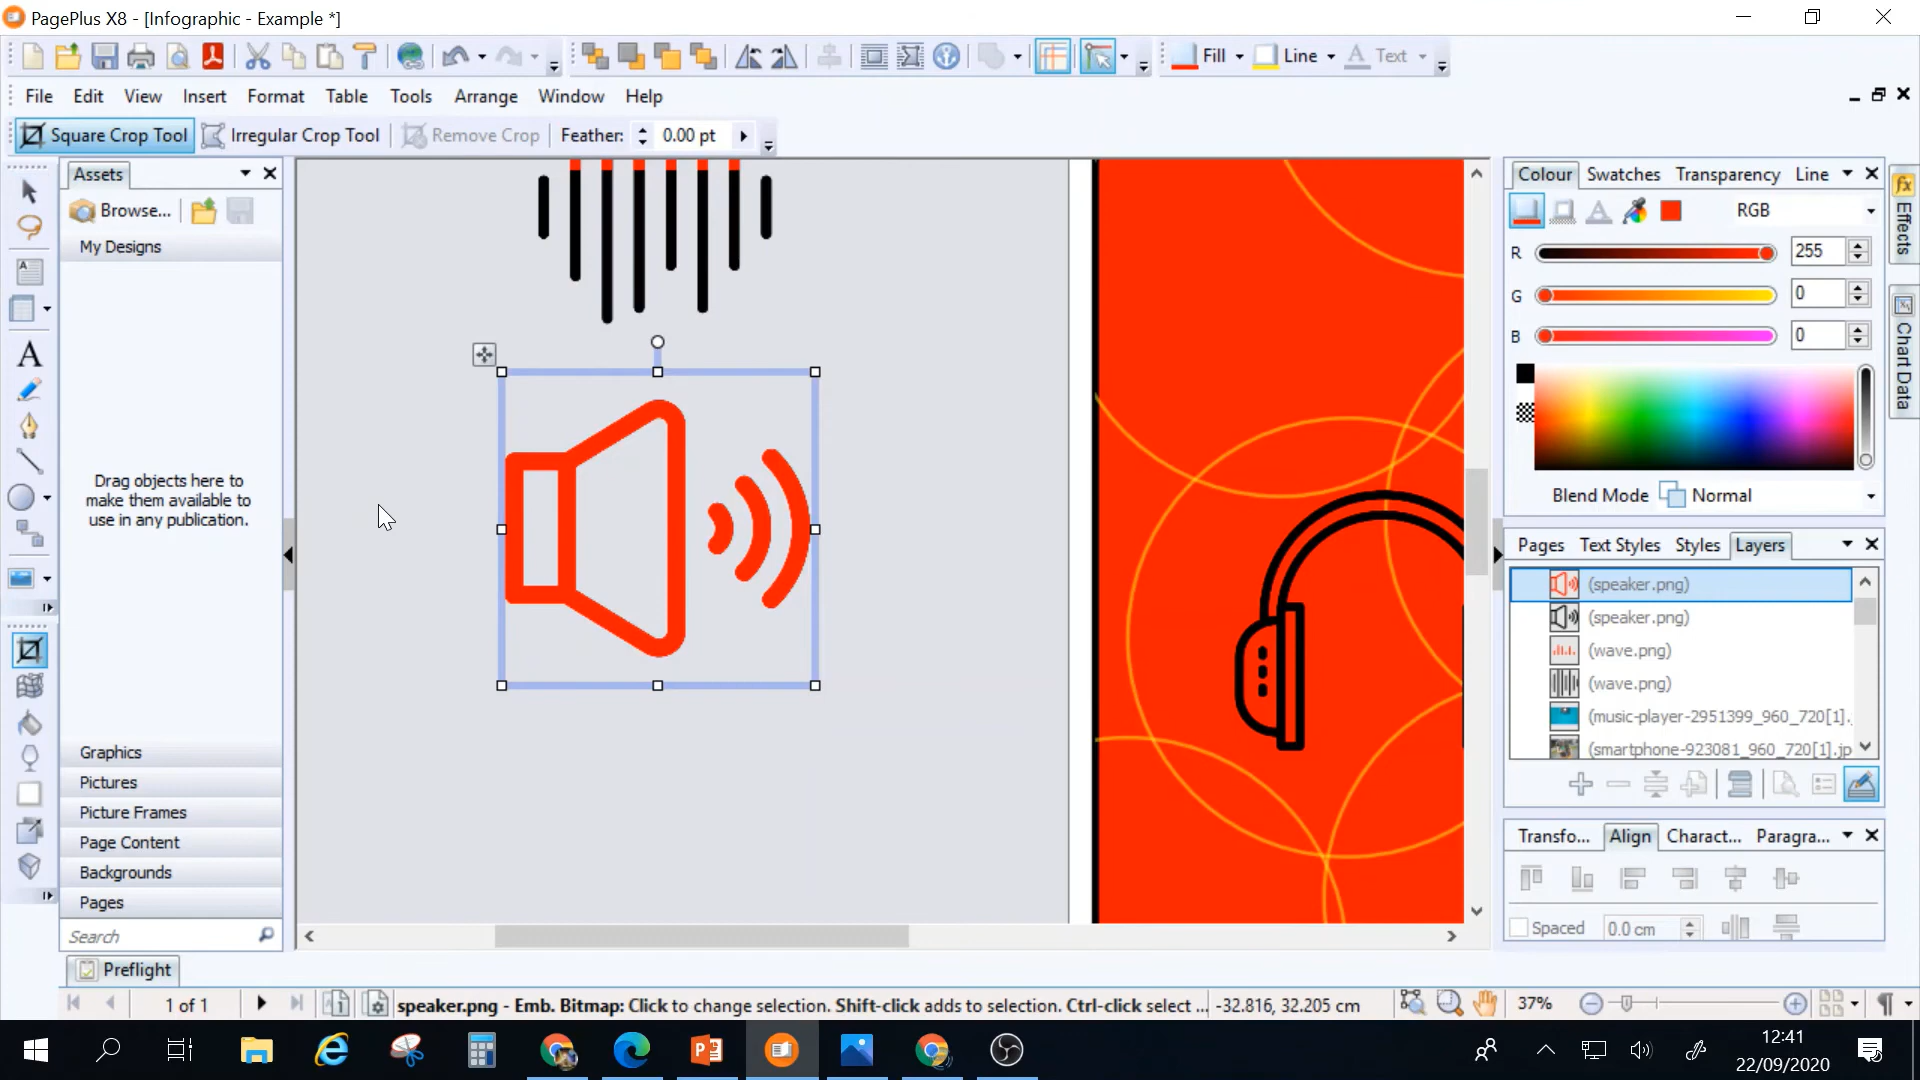 PagePlus X8 - [Infographic - Example *]
Fill Line Text
File Edit View Insert Format Table Tools Arrange Window Help
Square Crop Tool Irregular Crop Tool Remove Crop Feather: 0.00 pt
Assets
Browse...
My Designs
Drag objects here to
make them available to
use in any publication.
Graphics
Pictures
Picture Frames
Page Content
Backgrounds
Pages
Search
Colour Swatches Transparency Line
RGB
R 255
G 0
B 0
Blend Mode Normal
Effects
Chart Data
Pages Text Styles Styles Layers
(speaker.png)
(speaker.png)
(wave.png)
(wave.png)
(music-player-2951399_960_720[1].
(smartphone-923081_960_720[1].jp
Transfo... Align Charact... Paragra...
Spaced 0.0 cm
Preflight
1 of 1 speaker.png - Emb. Bitmap: Click to change selection. Shift-click adds to selection. Ctrl-click select ... -32.816, 32.205 cm 37%
12:41
22/09/2020